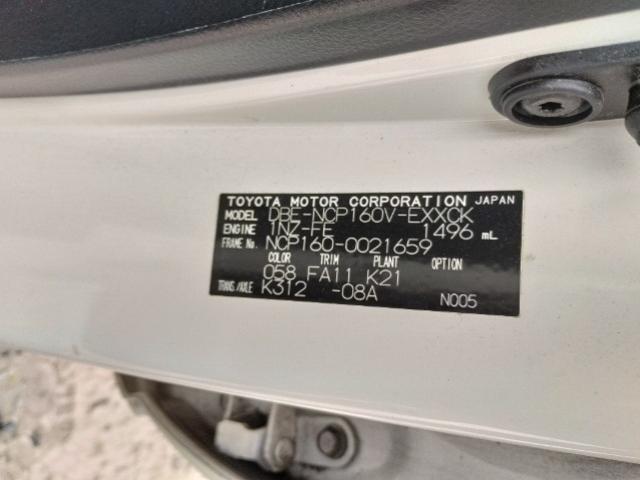 TOYOTA MOTOR CORPORATION JAPAN
MODEL DBE-NCP160V-EXXCK
ENGINE 1NZ-FE 1496 mL
FRAME No. NCP160-0021659
COLOR TRIM PLANT OPTION
058 FA11 K21
TRANS/AXLE K312 -08A N005